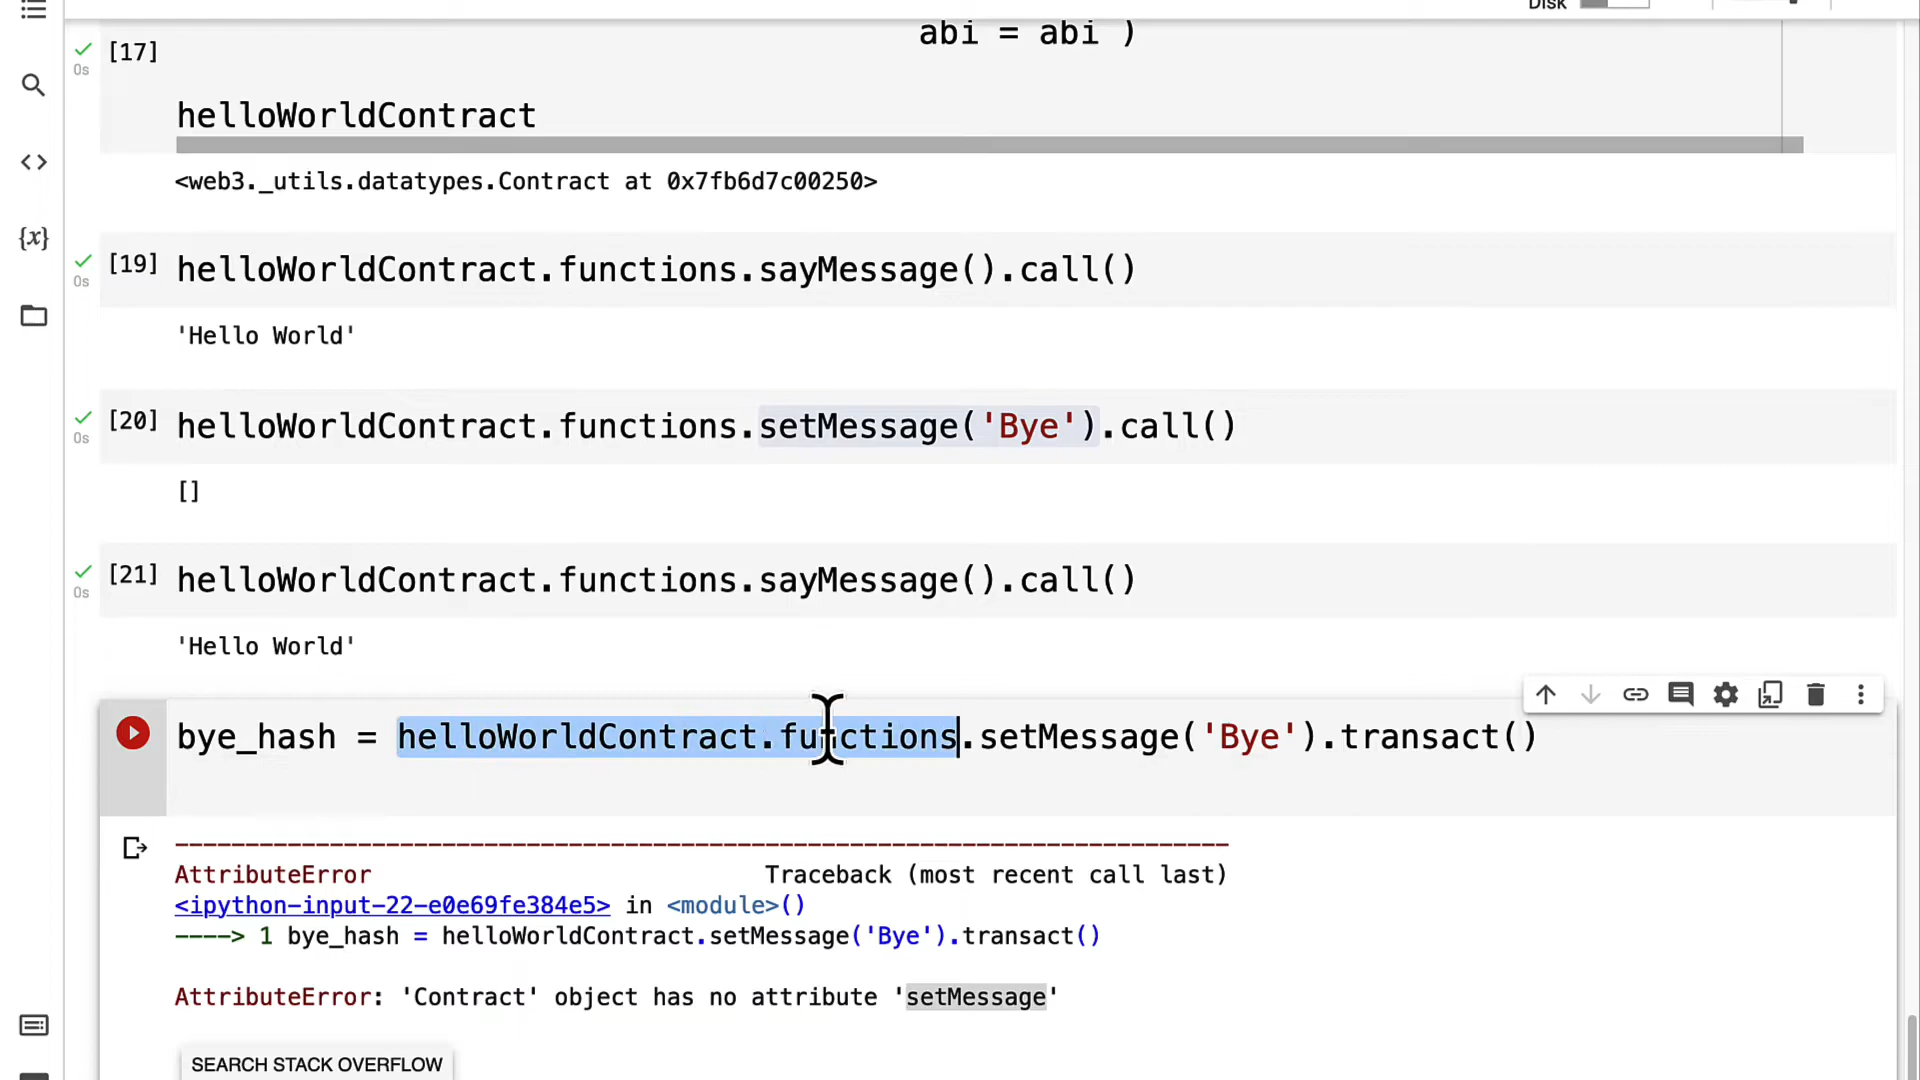 Disk
abi = abi )
[17]
0s
helloWorldContract
<web3._utils.datatypes.Contract at 0x7fb6d7c00250>
[19] helloWorldContract.functions.sayMessage().call()
0s
'Hello World'
[20] helloWorldContract.functions.setMessage('Bye').call()
0s
[]
[21] helloWorldContract.functions.sayMessage().call()
0s
'Hello World'
bye_hash = helloWorldContract.functions.setMessage('Bye').transact()
---------------------------------------------------------------------------
AttributeError Traceback (most recent call last)
<ipython-input-22-e0e69fe384e5> in <module>()
----> 1 bye_hash = helloWorldContract.setMessage('Bye').transact()
AttributeError: 'Contract' object has no attribute 'setMessage'
SEARCH STACK OVERFLOW